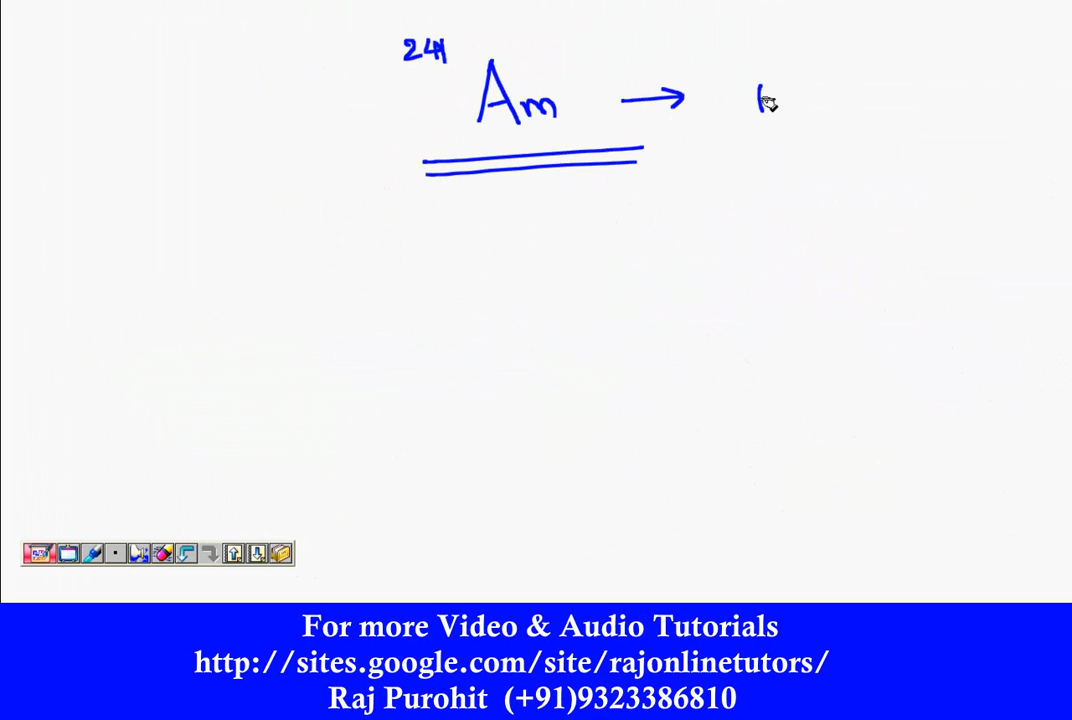 241
Am →
For more Video & Audio Tutorials
http://sites.google.com/site/rajonlinetutors/
Raj Purohit (+91)9323386810